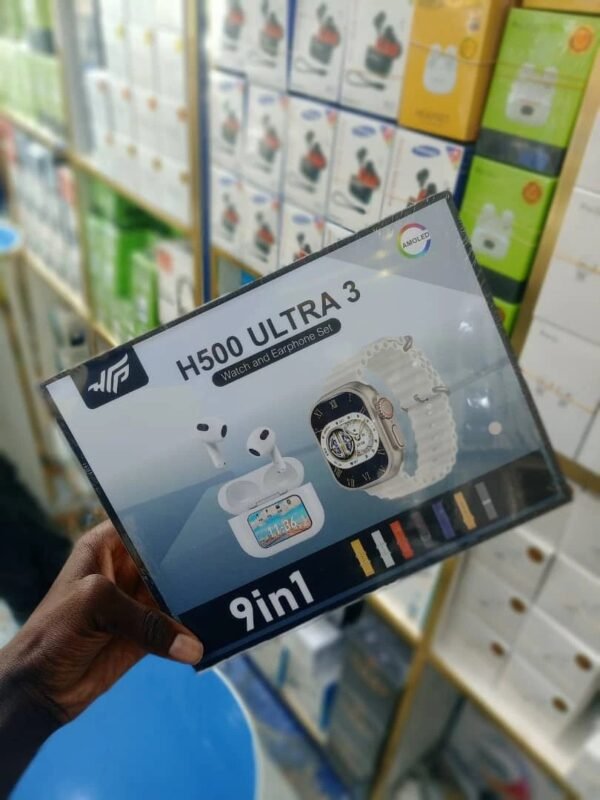 AMOLED
H500 ULTRA 3
Watch and Earphone Set
11:36
9in1